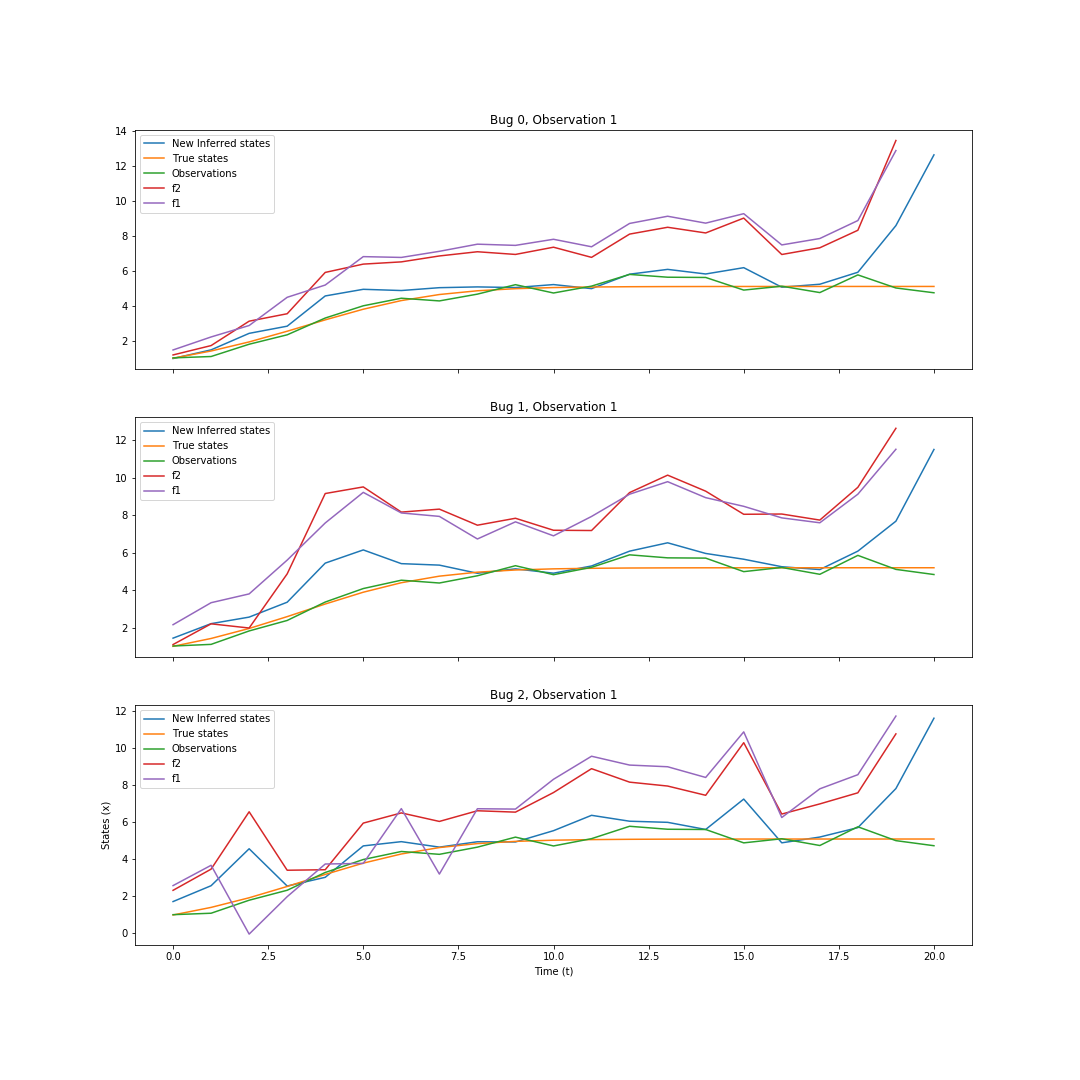 Bug 0, Observation 1
14
12
10
8
6
4
2
New Inferred states
True states
Observations
f2
f1
Bug 1, Observation 1
12
10
8
6
4
2
New Inferred states
True states
Observations
f2
f1
Bug 2, Observation 1
12
10
8
6
4
2
0
States (x)
New Inferred states
True states
Observations
f2
f1
0.0 2.5 5.0 7.5 10.0 12.5 15.0 17.5 20.0
Time (t)